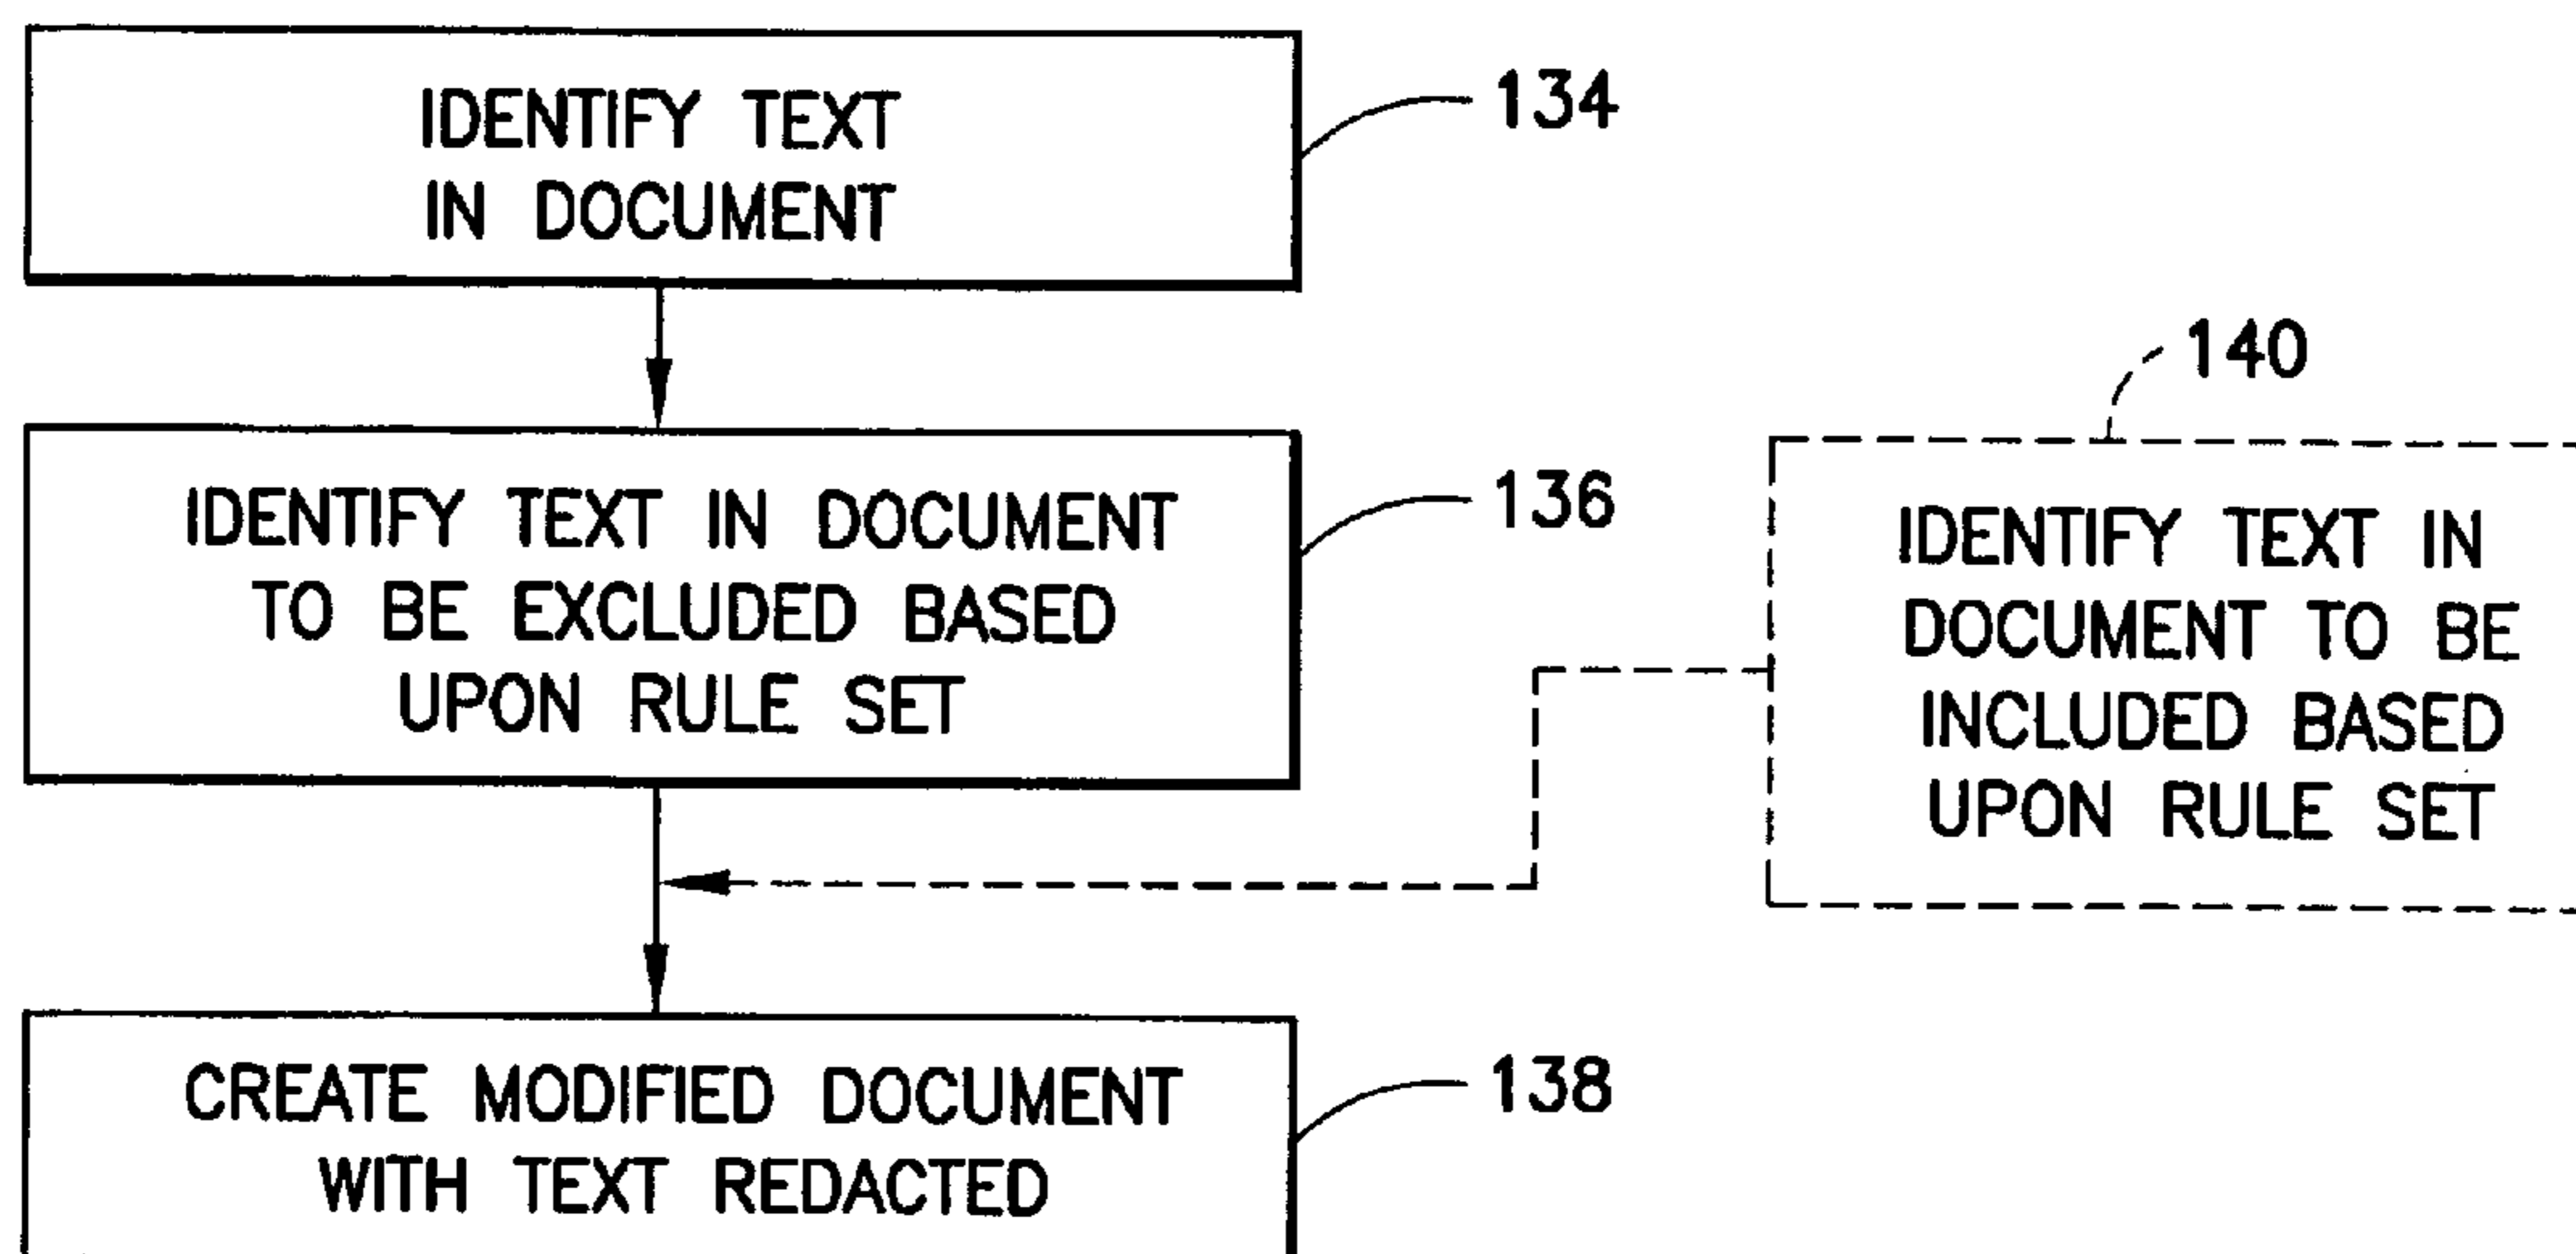 IDENTIFY TEXT
IN DOCUMENT
134
IDENTIFY TEXT IN DOCUMENT
TO BE EXCLUDED BASED
UPON RULE SET
136
140
IDENTIFY TEXT IN
DOCUMENT TO BE
INCLUDED BASED
UPON RULE SET
CREATE MODIFIED DOCUMENT
WITH TEXT REDACTED
138